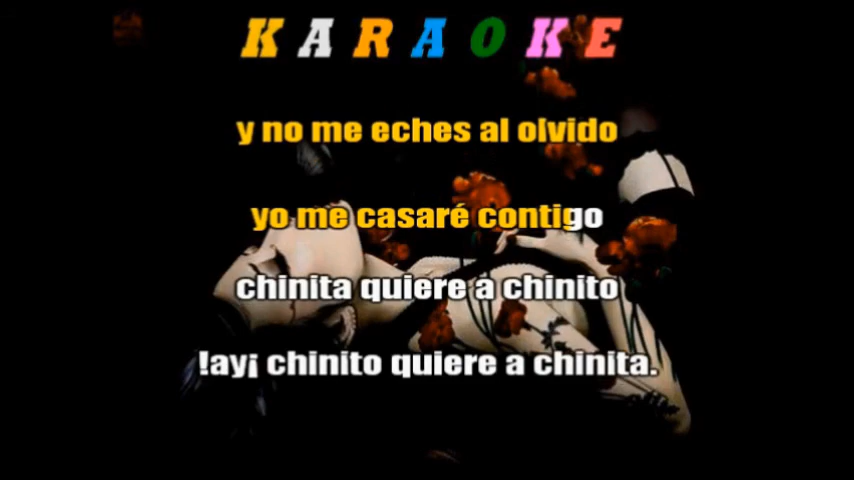 KARAOKE
y no me eches al olvido
yo me casaré contigo
chinita quiere a chinito
!ay¡ chinito quiere a chinita.